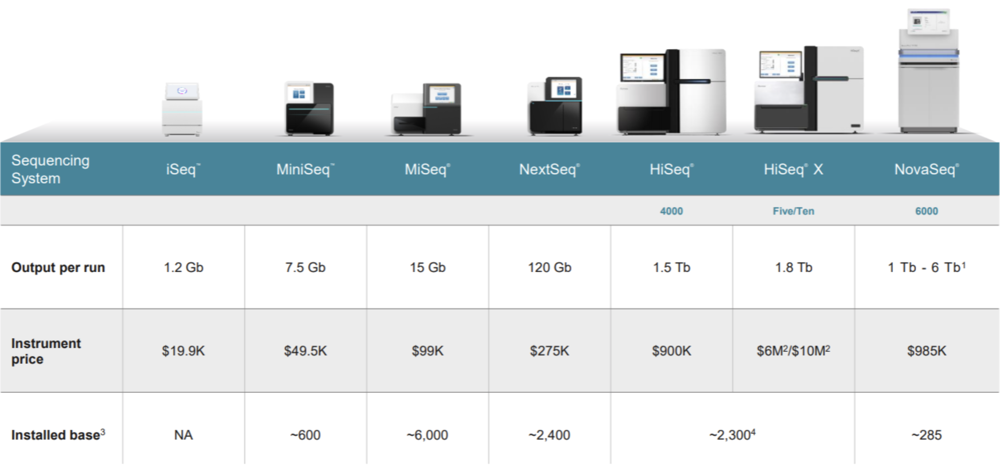 Sequencing
System
iSeq™
MiniSeq™
MiSeq®
NextSeq®
HiSeq®
HiSeq® X
NovaSeq®
4000
Five/Ten
6000
Output per run
1.2 Gb
7.5 Gb
15 Gb
120 Gb
1.5 Tb
1.8 Tb
1 Tb - 6 Tb¹
Instrument
price
$19.9K
$49.5K
$99K
$275K
$900K
$6M²/$10M²
$985K
Installed base³
NA
~600
~6,000
~2,400
~2,300⁴
~285